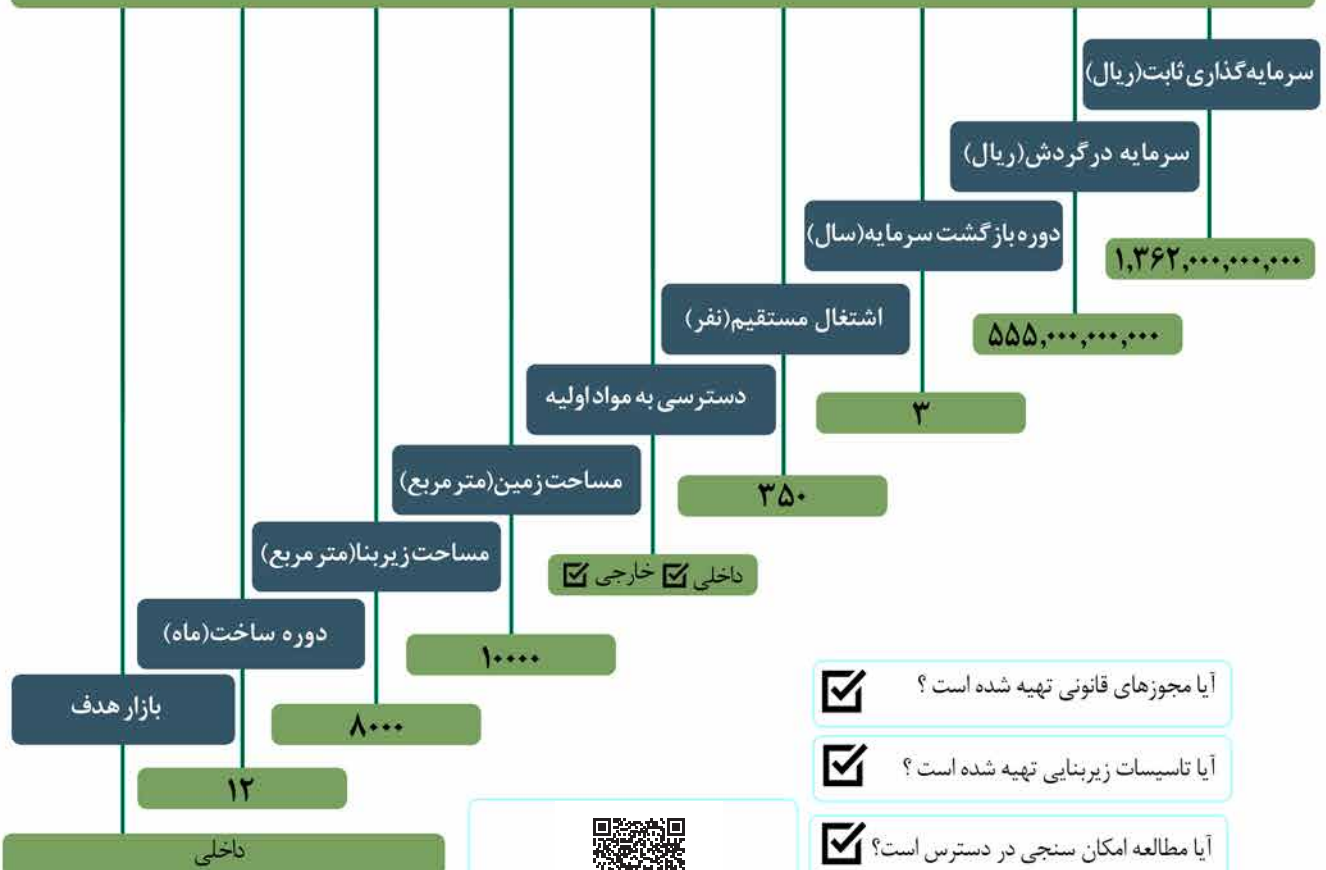 سرمایه‌گذاری ثابت(ریال)
۱,۳۶۲,۰۰۰,۰۰۰,۰۰۰
سرمایه در گردش(ریال)
۵۵۵,۰۰۰,۰۰۰,۰۰۰
دوره بازگشت سرمایه(سال)
۳
اشتغال مستقیم(نفر)
۳۵۰
دسترسی به مواد اولیه
داخلی ☑ خارجی ☑
مساحت زمین(متر مربع)
۱۰۰۰۰
مساحت زیربنا(متر مربع)
۸۰۰۰
دوره ساخت(ماه)
۱۲
بازار هدف
داخلی
آیا مجوزهای قانونی تهیه شده است ؟ ☑
آیا تاسیسات زیربنایی تهیه شده است ؟ ☑
آیا مطالعه امکان سنجی در دسترس است؟ ☑